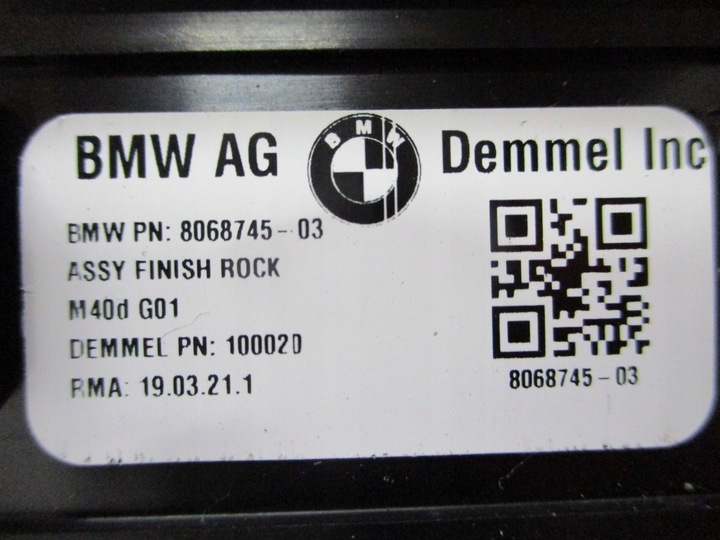 BMW AG BMW Demmel Inc
BMW PN: 8068745-03
ASSY FINISH ROCK
M40d G01
DEMMEL PN: 10002D
RMA: 19.03.21.1
8068745-03